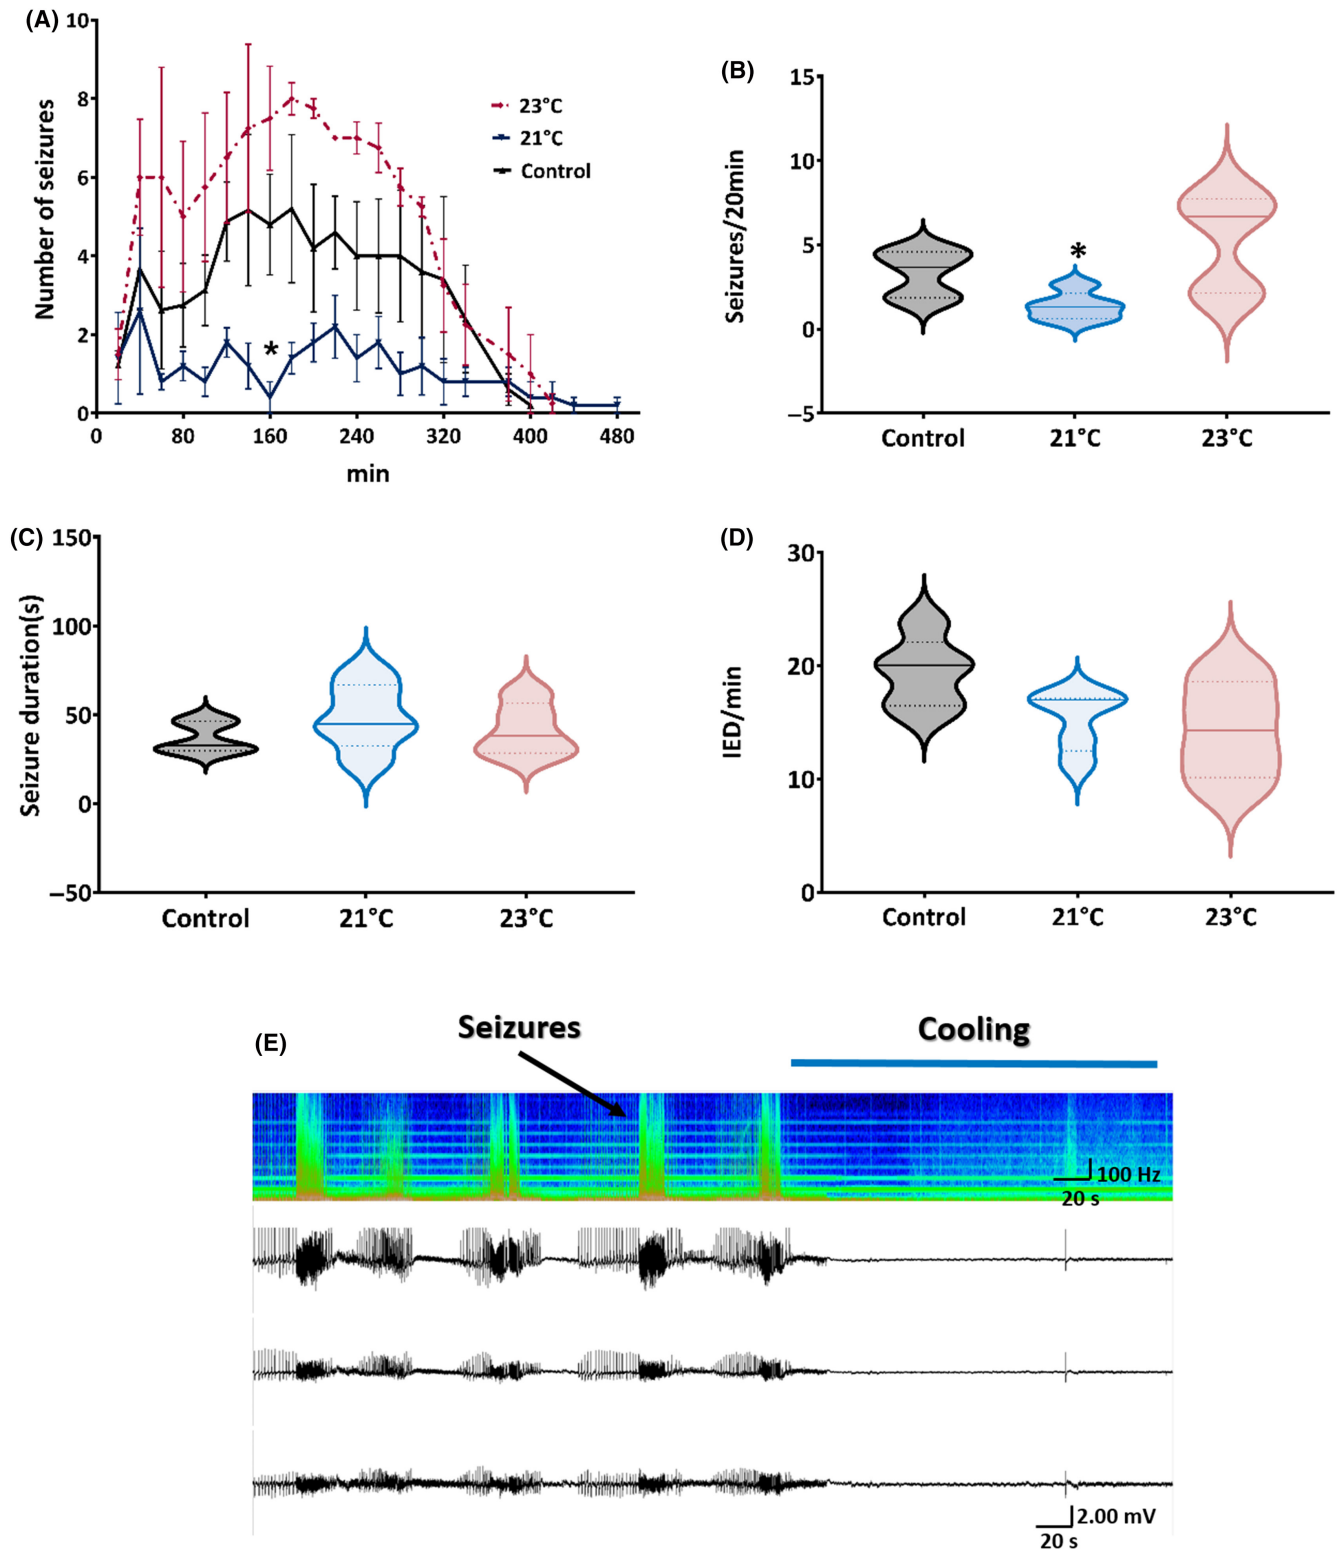 (A)
10
8
6
4
2
0
Number of seizures
0 80 160 240 320 400 480
min
23°C
21°C
Control
*
(B)
15
10
5
0
–5
Seizures/20min
*
Control 21°C 23°C
(C)
150
100
50
0
–50
Seizure duration(s)
Control 21°C 23°C
(D)
30
20
10
0
IED/min
Control 21°C 23°C
(E)
Seizures
Cooling
100 Hz
20 s
2.00 mV
20 s